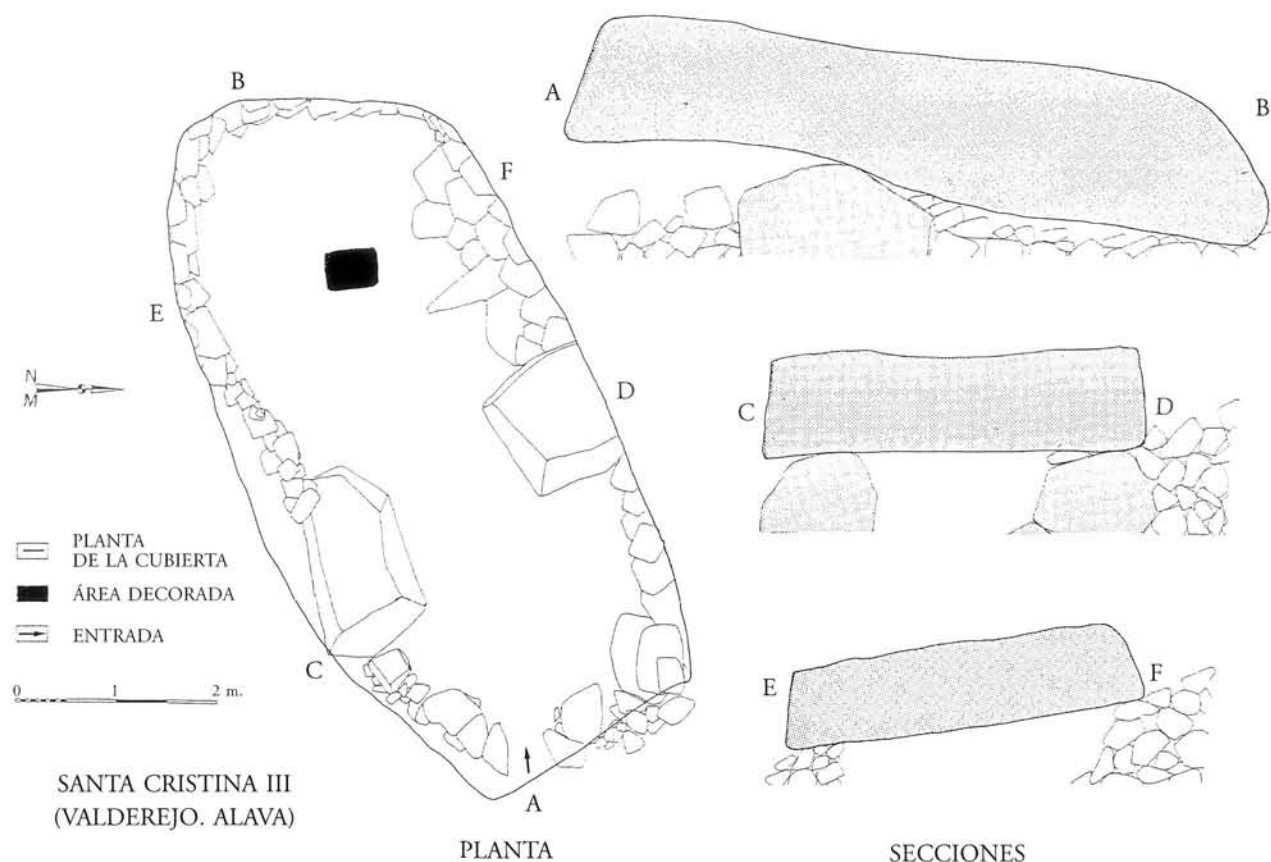 B
F
E
D
C
A
N
M
PLANTA
DE LA CUBIERTA
ÁREA DECORADA
ENTRADA
0 1 2 m.
SANTA CRISTINA III
(VALDEREJO. ALAVA)
PLANTA
A
B
C
D
E
F
SECCIONES